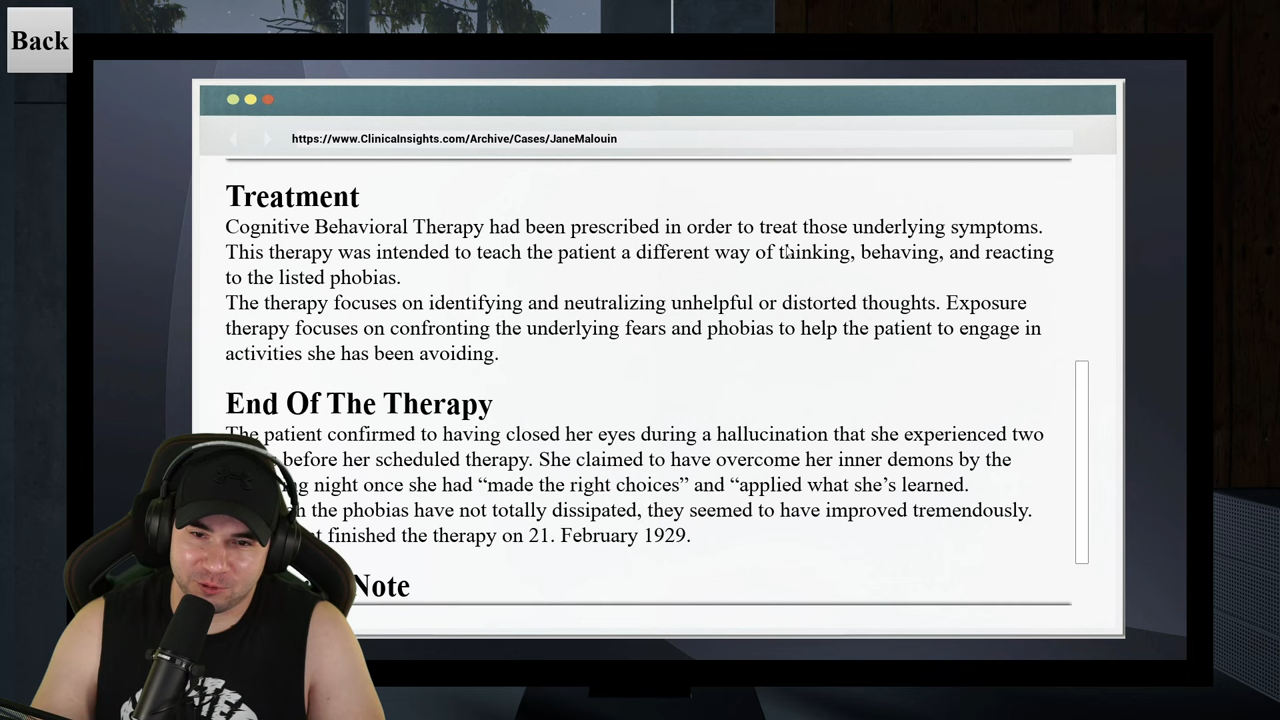 Back
https://www.ClinicaInsights.com/Archive/Cases/JaneMalouin
Treatment
Cognitive Behavioral Therapy had been prescribed in order to treat those underlying symptoms.
This therapy was intended to teach the patient a different way of thinking, behaving, and reacting
to the listed phobias.
The therapy focuses on identifying and neutralizing unhelpful or distorted thoughts. Exposure
therapy focuses on confronting the underlying fears and phobias to help the patient to engage in
activities she has been avoiding.
End Of The Therapy
The patient confirmed to having closed her eyes during a hallucination that she experienced two
before her scheduled therapy. She claimed to have overcome her inner demons by the
night once she had “made the right choices” and “applied what she’s learned.
the phobias have not totally dissipated, they seemed to have improved tremendously.
finished the therapy on 21. February 1929.
Note